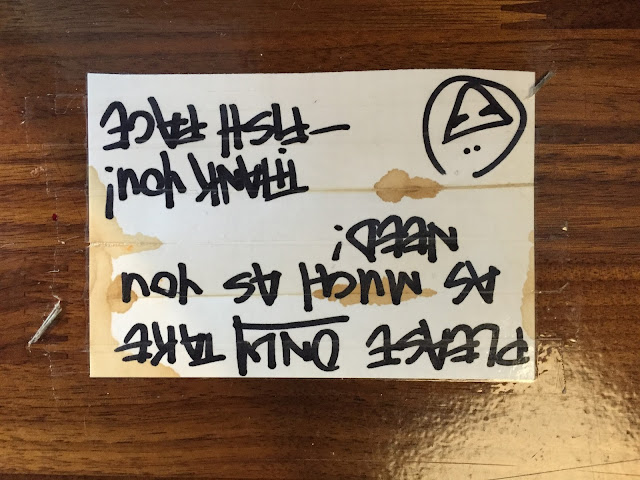 PLEASE ONLY TAKE
AS MUCH AS YOU
NEED!
THANK YOU!
—FISH FACE